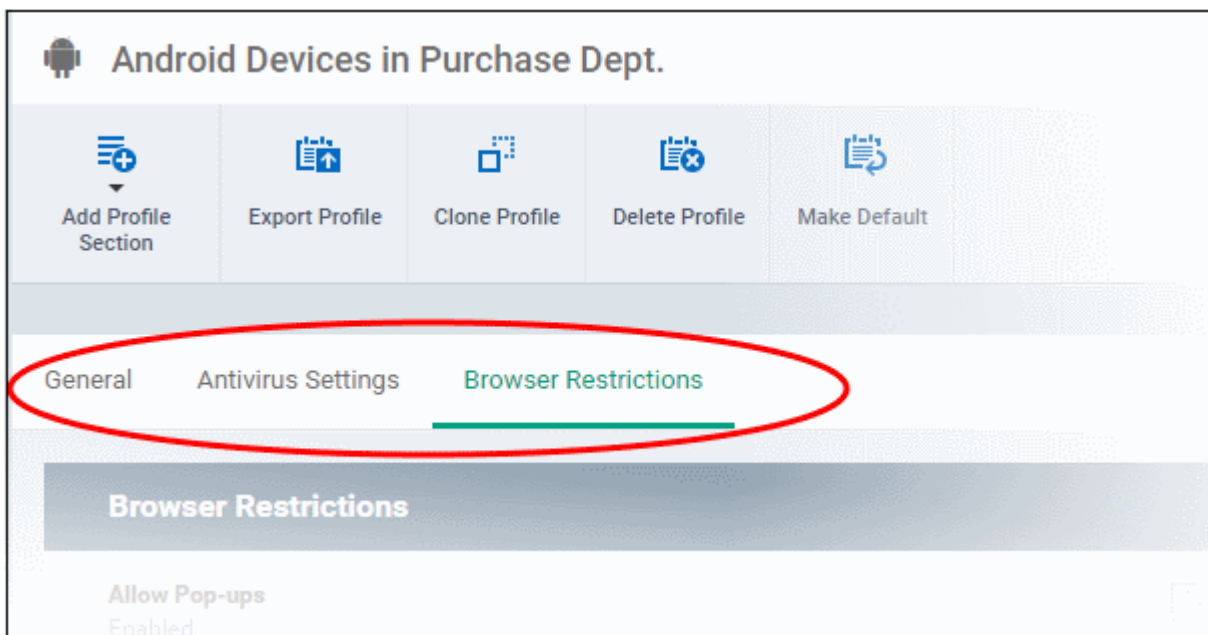 Android Devices in Purchase Dept.
Add Profile
Section
Export Profile
Clone Profile
Delete Profile
Make Default
General
Antivirus Settings
Browser Restrictions
Browser Restrictions
Allow Pop-ups
Enabled